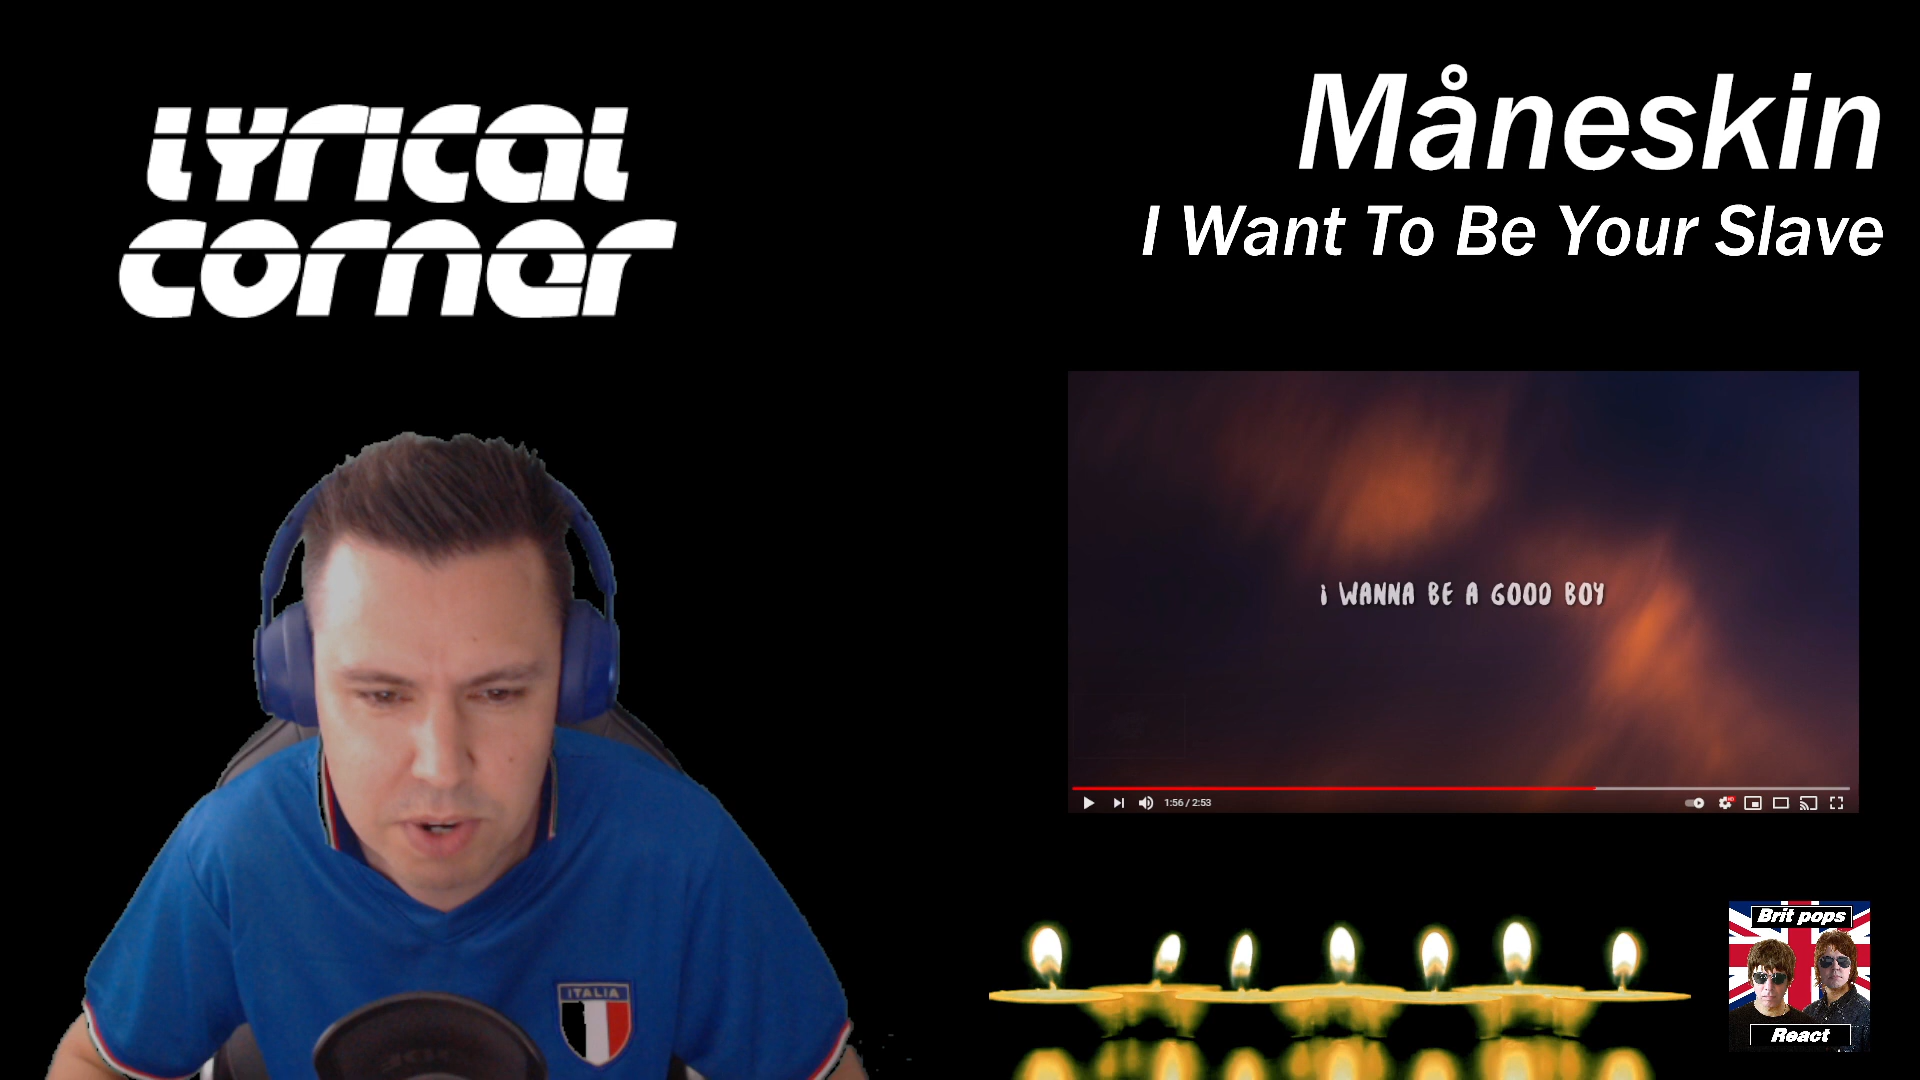 Lyrical
corner
Måneskin
I Want To Be Your Slave
i WANNA BE A GOOD BOY
1:56 / 2:53
ITALIA
Brit pops
React